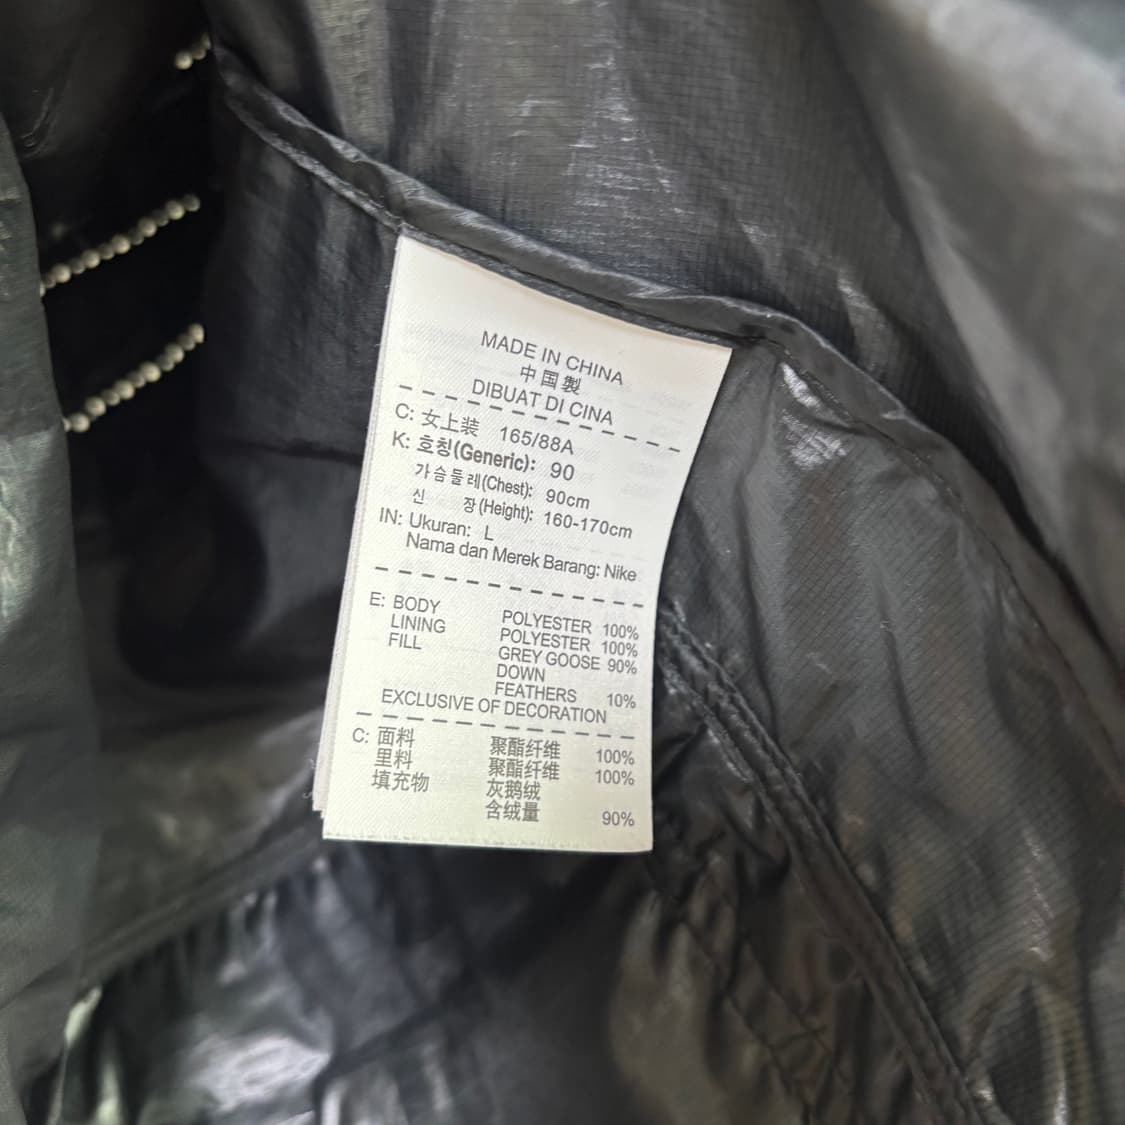 MADE IN CHINA
中国製
DIBUAT DI CINA
C: 女上装 165/88A
K: 호칭(Generic): 90
가슴둘레(Chest): 90cm
신 장(Height): 160-170cm
IN: Ukuran: L
Nama dan Merek Barang: Nike
E: BODY POLYESTER 100%
LINING POLYESTER 100%
FILL GREY GOOSE 90%
DOWN
FEATHERS 10%
EXCLUSIVE OF DECORATION
C: 面料 聚酯纤维 100%
里料 聚酯纤维 100%
填充物 灰鹅绒
含绒量 90%